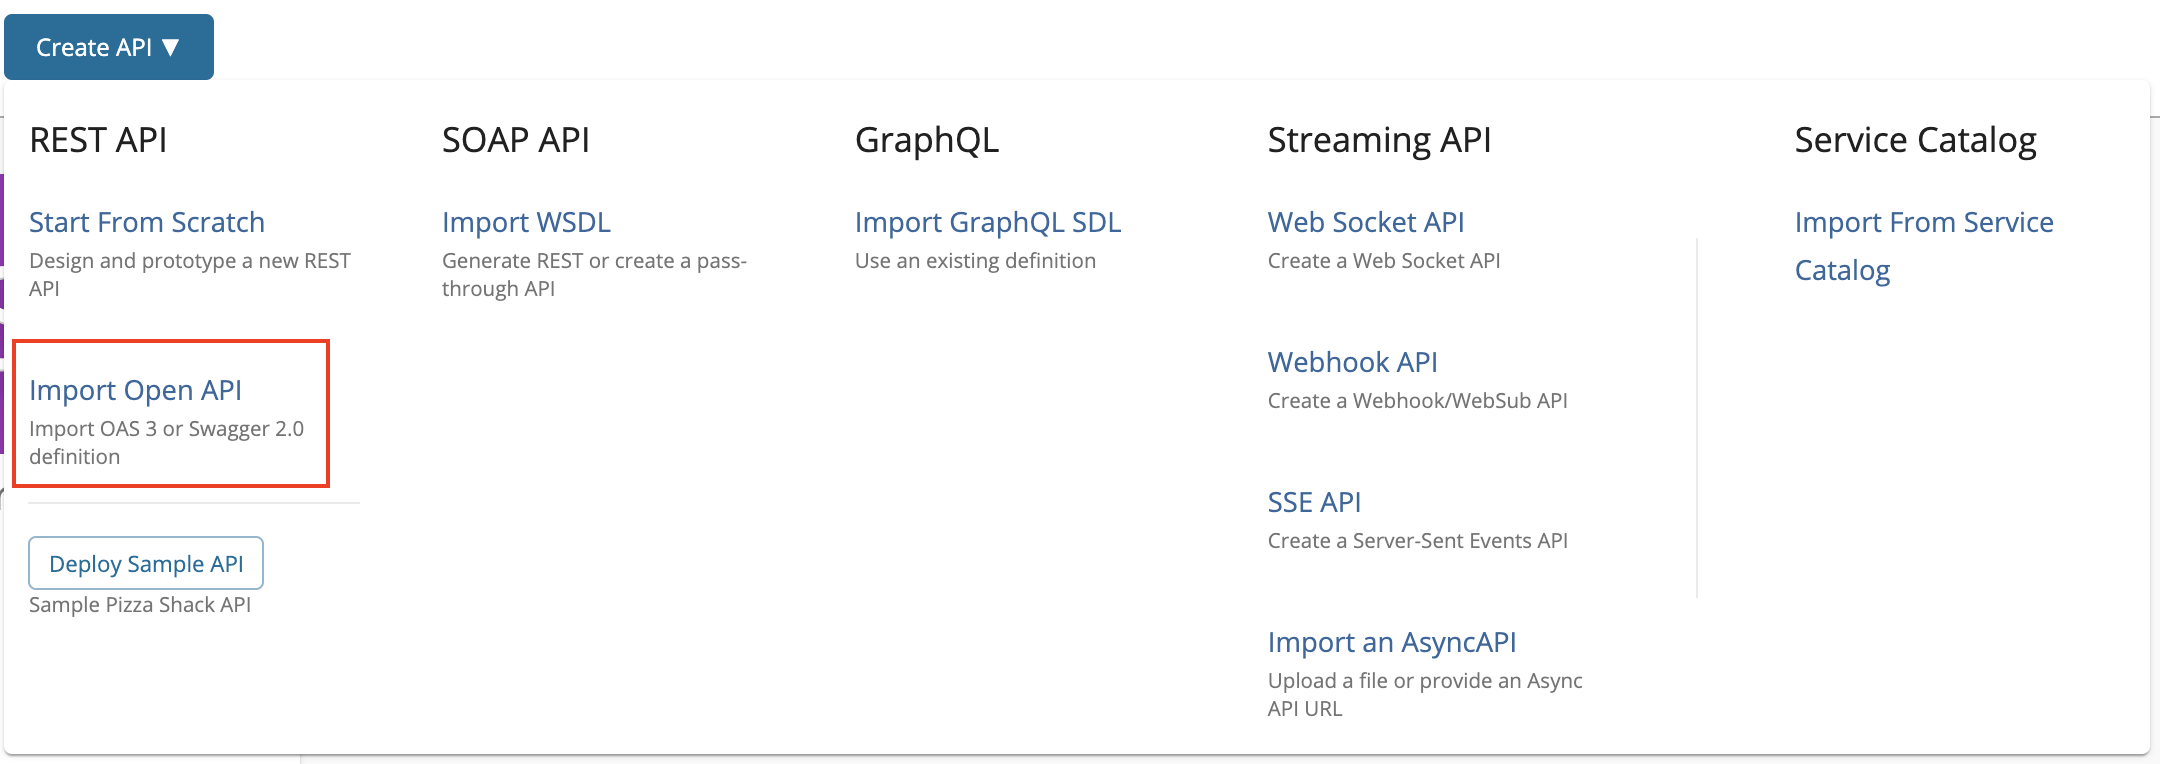 Create API ▼
REST API
Start From Scratch
Design and prototype a new REST
API
Import Open API
Import OAS 3 or Swagger 2.0
definition
Deploy Sample API
Sample Pizza Shack API
SOAP API
Import WSDL
Generate REST or create a pass-
through API
GraphQL
Import GraphQL SDL
Use an existing definition
Streaming API
Web Socket API
Create a Web Socket API
Webhook API
Create a Webhook/WebSub API
SSE API
Create a Server-Sent Events API
Import an AsyncAPI
Upload a file or provide an Async
API URL
Service Catalog
Import From Service
Catalog